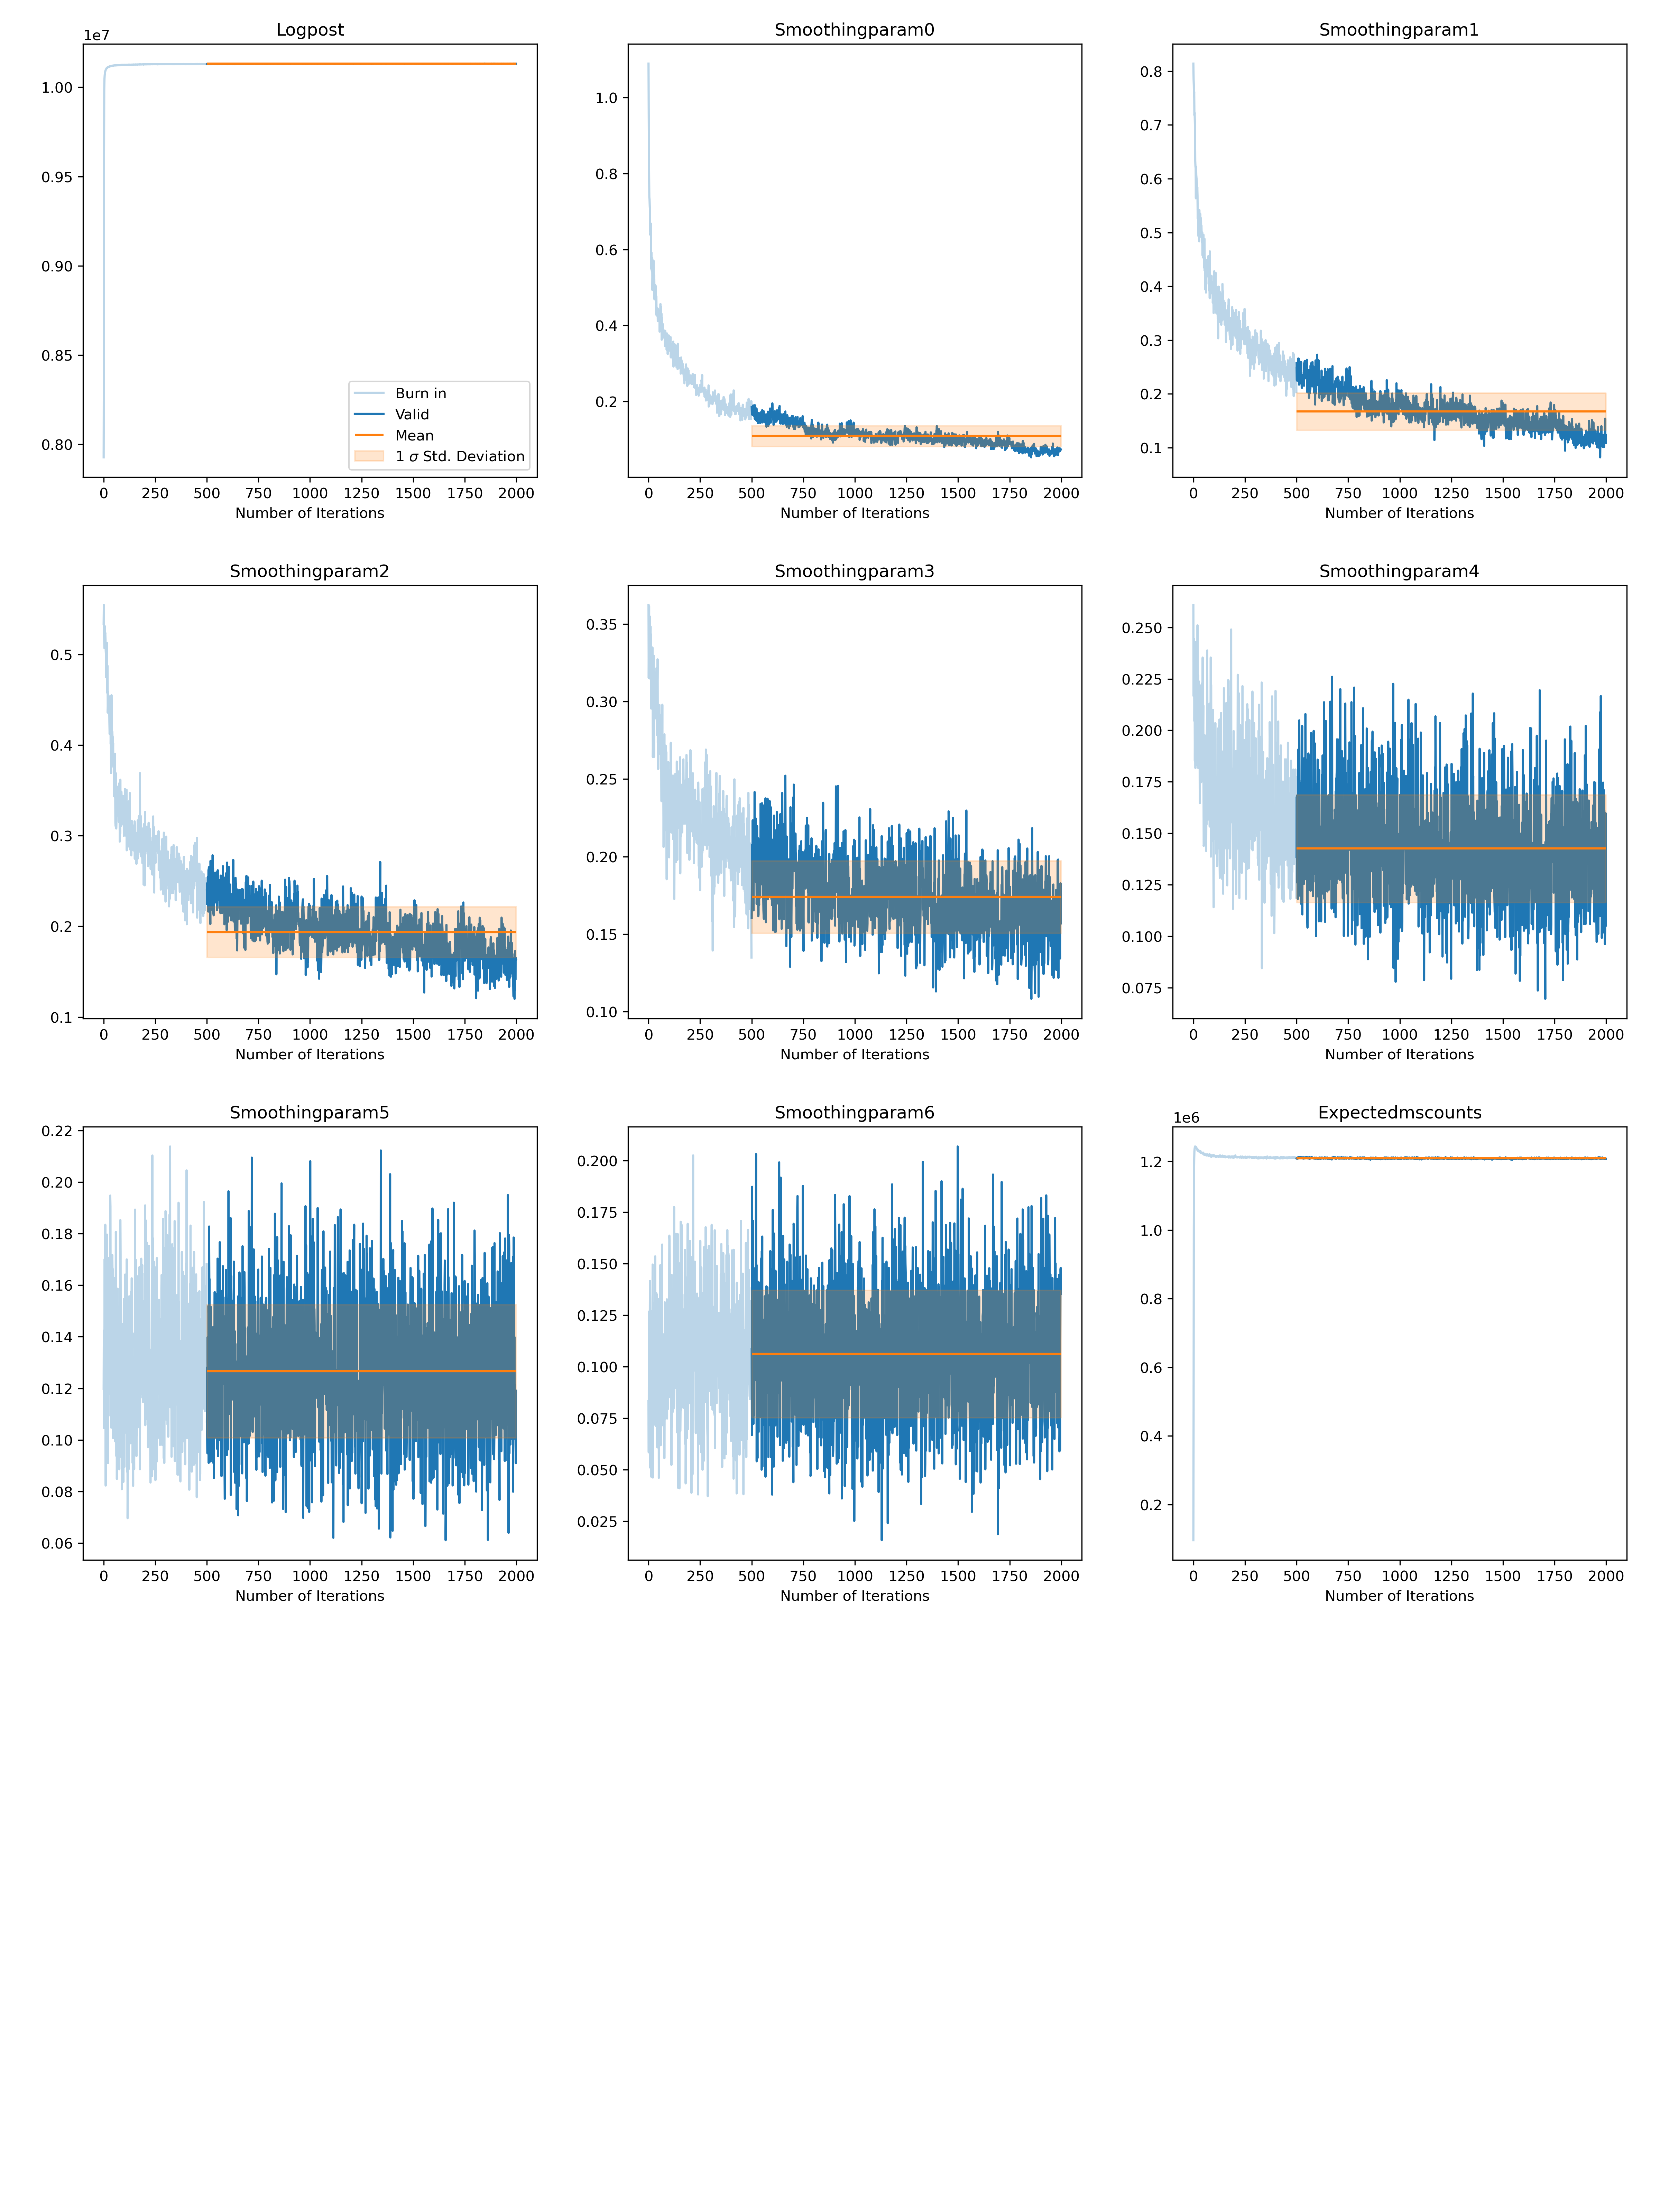 Logpost
1e7
1.00
0.95
0.90
0.85
0.80
Burn in
Valid
Mean
1 σ Std. Deviation
0 250 500 750 1000 1250 1500 1750 2000
Number of Iterations
Smoothingparam0
1.0
0.8
0.6
0.4
0.2
0 250 500 750 1000 1250 1500 1750 2000
Number of Iterations
Smoothingparam1
0.8
0.7
0.6
0.5
0.4
0.3
0.2
0.1
0 250 500 750 1000 1250 1500 1750 2000
Number of Iterations
Smoothingparam2
0.5
0.4
0.3
0.2
0.1
0 250 500 750 1000 1250 1500 1750 2000
Number of Iterations
Smoothingparam3
0.35
0.30
0.25
0.20
0.15
0.10
0 250 500 750 1000 1250 1500 1750 2000
Number of Iterations
Smoothingparam4
0.250
0.225
0.200
0.175
0.150
0.125
0.100
0.075
0 250 500 750 1000 1250 1500 1750 2000
Number of Iterations
Smoothingparam5
0.22
0.20
0.18
0.16
0.14
0.12
0.10
0.08
0.06
0 250 500 750 1000 1250 1500 1750 2000
Number of Iterations
Smoothingparam6
0.200
0.175
0.150
0.125
0.100
0.075
0.050
0.025
0 250 500 750 1000 1250 1500 1750 2000
Number of Iterations
Expectedmscounts
1e6
1.2
1.0
0.8
0.6
0.4
0.2
0 250 500 750 1000 1250 1500 1750 2000
Number of Iterations